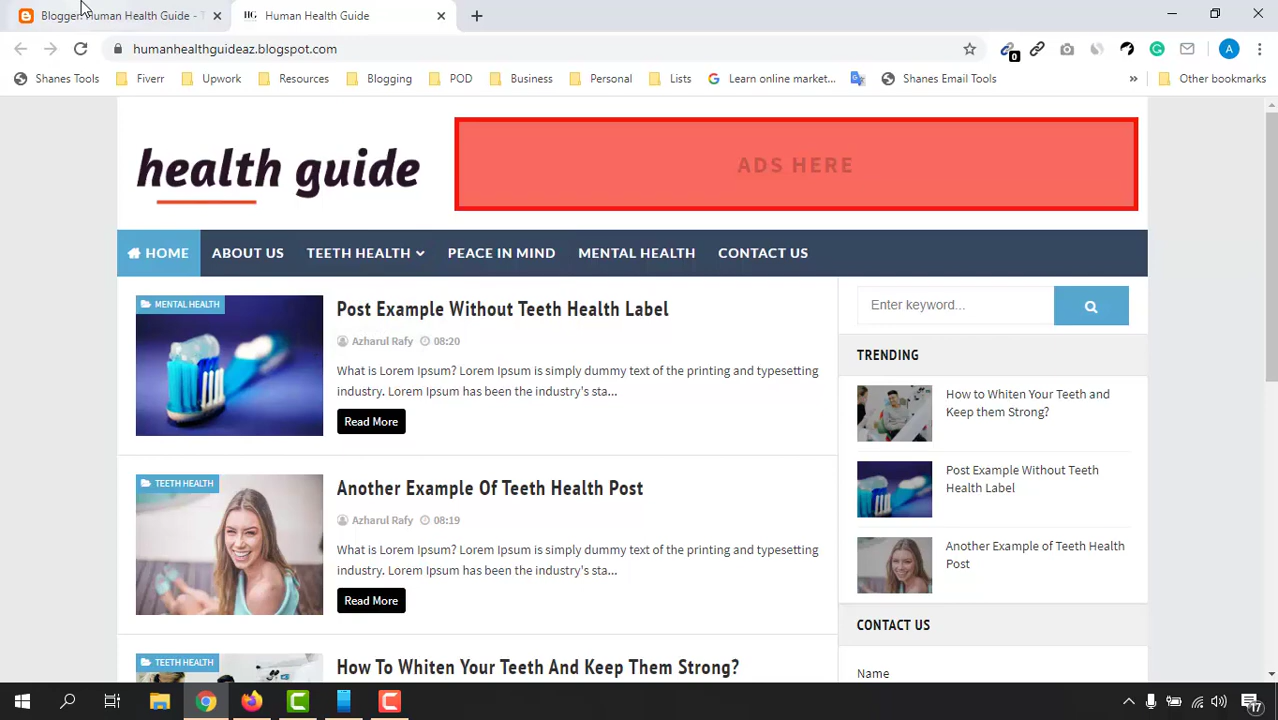 Blogger: Human Health Guide - T
Human Health Guide
humanhealthguideaz.blogspot.com
0
A
Shanes Tools
Fiverr
Upwork
Resources
Blogging
POD
Business
Personal
Lists
Learn online market...
Shanes Email Tools
»
Other bookmarks
health guide
ADS HERE
HOME
ABOUT US
TEETH HEALTH
PEACE IN MIND
MENTAL HEALTH
CONTACT US
MENTAL HEALTH
Post Example Without Teeth Health Label
Azharul Rafy 08:20
What is Lorem Ipsum? Lorem Ipsum is simply dummy text of the printing and typesetting
industry. Lorem Ipsum has been the industry's sta...
Read More
TEETH HEALTH
Another Example Of Teeth Health Post
Azharul Rafy 08:19
What is Lorem Ipsum? Lorem Ipsum is simply dummy text of the printing and typesetting
industry. Lorem Ipsum has been the industry's sta...
Read More
TEETH HEALTH
How To Whiten Your Teeth And Keep Them Strong?
Enter keyword...
TRENDING
How to Whiten Your Teeth and
Keep them Strong?
Post Example Without Teeth
Health Label
Another Example of Teeth Health
Post
CONTACT US
Name
17